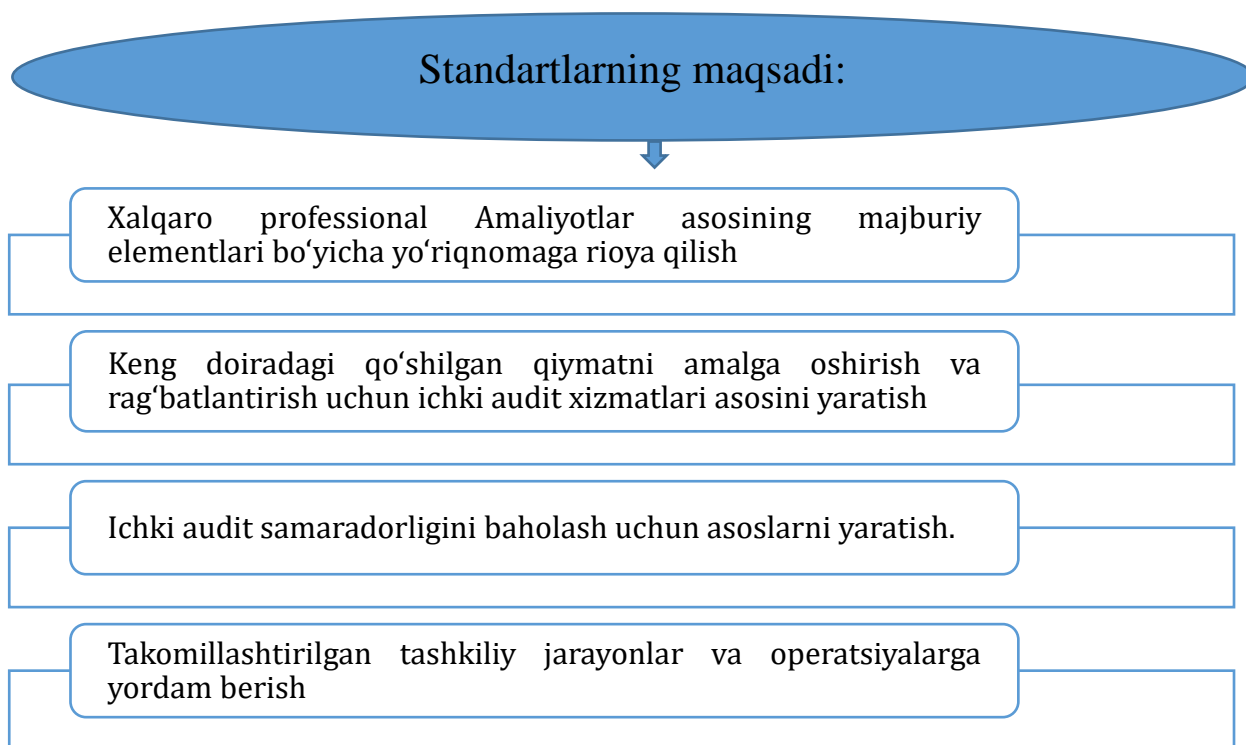 Standartlarning maqsadi:
Xalqaro professional Amaliyotlar asosining majburiy
elementlari bo‘yicha yo‘riqnomaga rioya qilish
Keng doiradagi qo‘shilgan qiymatni amalga oshirish va
rag‘batlantirish uchun ichki audit xizmatlari asosini yaratish
Ichki audit samaradorligini baholash uchun asoslarni yaratish.
Takomillashtirilgan tashkiliy jarayonlar va operatsiyalarga
yordam berish